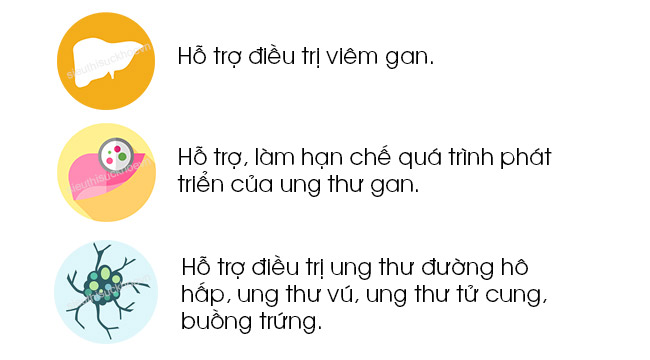 Hỗ trợ điều trị viêm gan.
Hỗ trợ, làm hạn chế quá trình phát
triển của ung thư gan.
Hỗ trợ điều trị ung thư đường hô
hấp, ung thư vú, ung thư tử cung,
buồng trứng.